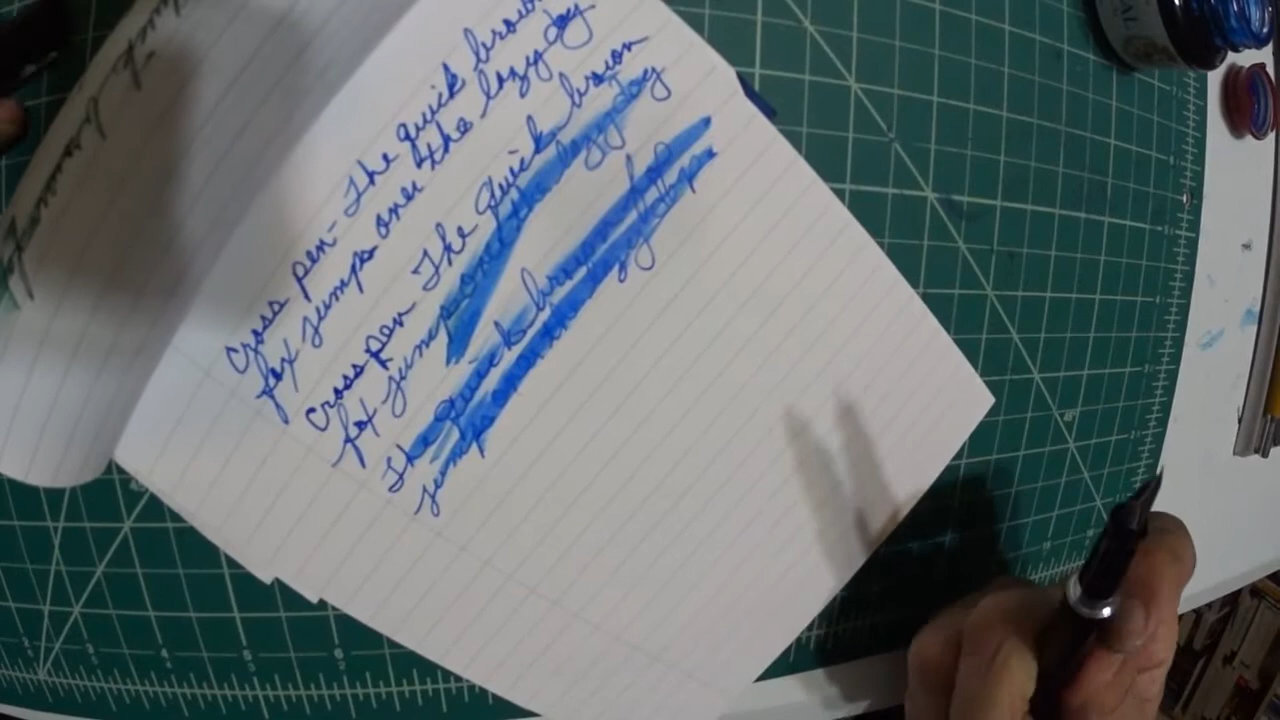 Cross pen- The quick brown
fox jumps over the lazy dog
Cross pen The quick brown
fox jumps over the lazy dog
The quick brown fox
jumps over the lazy dog